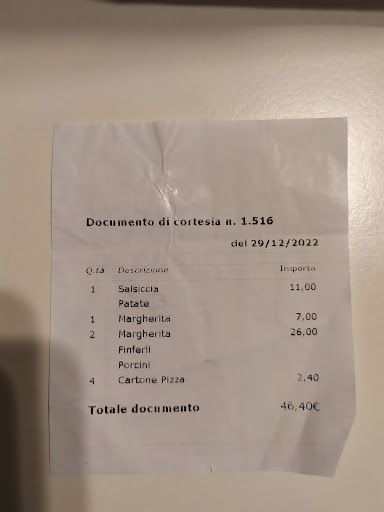 Documento di cortesia n. 1.516
del 29/12/2022
Q.tà Descrizione Importo
1 Salsiccia 11,00
Patate
1 Margherita 7,00
2 Margherita 26,00
Finferli
Porcini
4 Cartone Pizza 2,40
Totale documento 46,40€